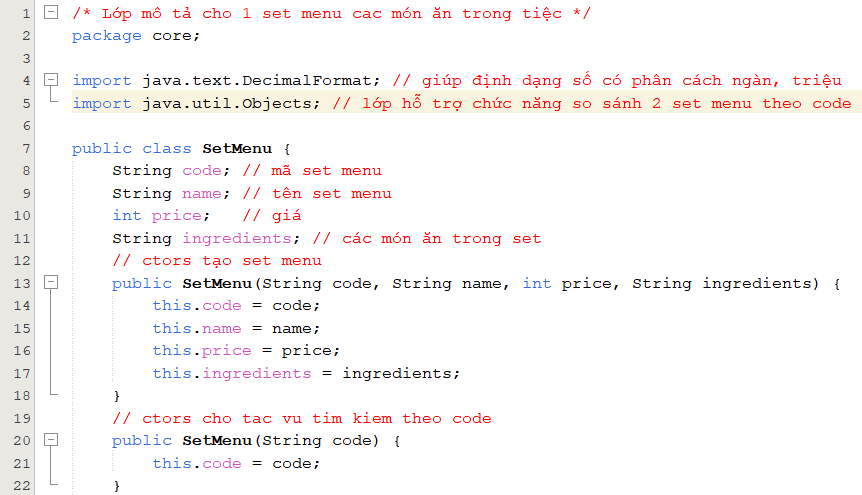 1 /* Lớp mô tả cho 1 set menu cac món ăn trong tiệc */
2 package core;
3
4 import java.text.DecimalFormat; // giúp định dạng số có phân cách ngàn, triệu
5 import java.util.Objects; // lớp hỗ trợ chức năng so sánh 2 set menu theo code
6
7 public class SetMenu {
8     String code; // mã set menu
9     String name; // tên set menu
10     int price;   // giá
11     String ingredients; // các món ăn trong set
12     // ctors tạo set menu
13     public SetMenu(String code, String name, int price, String ingredients) {
14         this.code = code;
15         this.name = name;
16         this.price = price;
17         this.ingredients = ingredients;
18     }
19     // ctors cho tac vu tim kiem theo code
20     public SetMenu(String code) {
21         this.code = code;
22     }